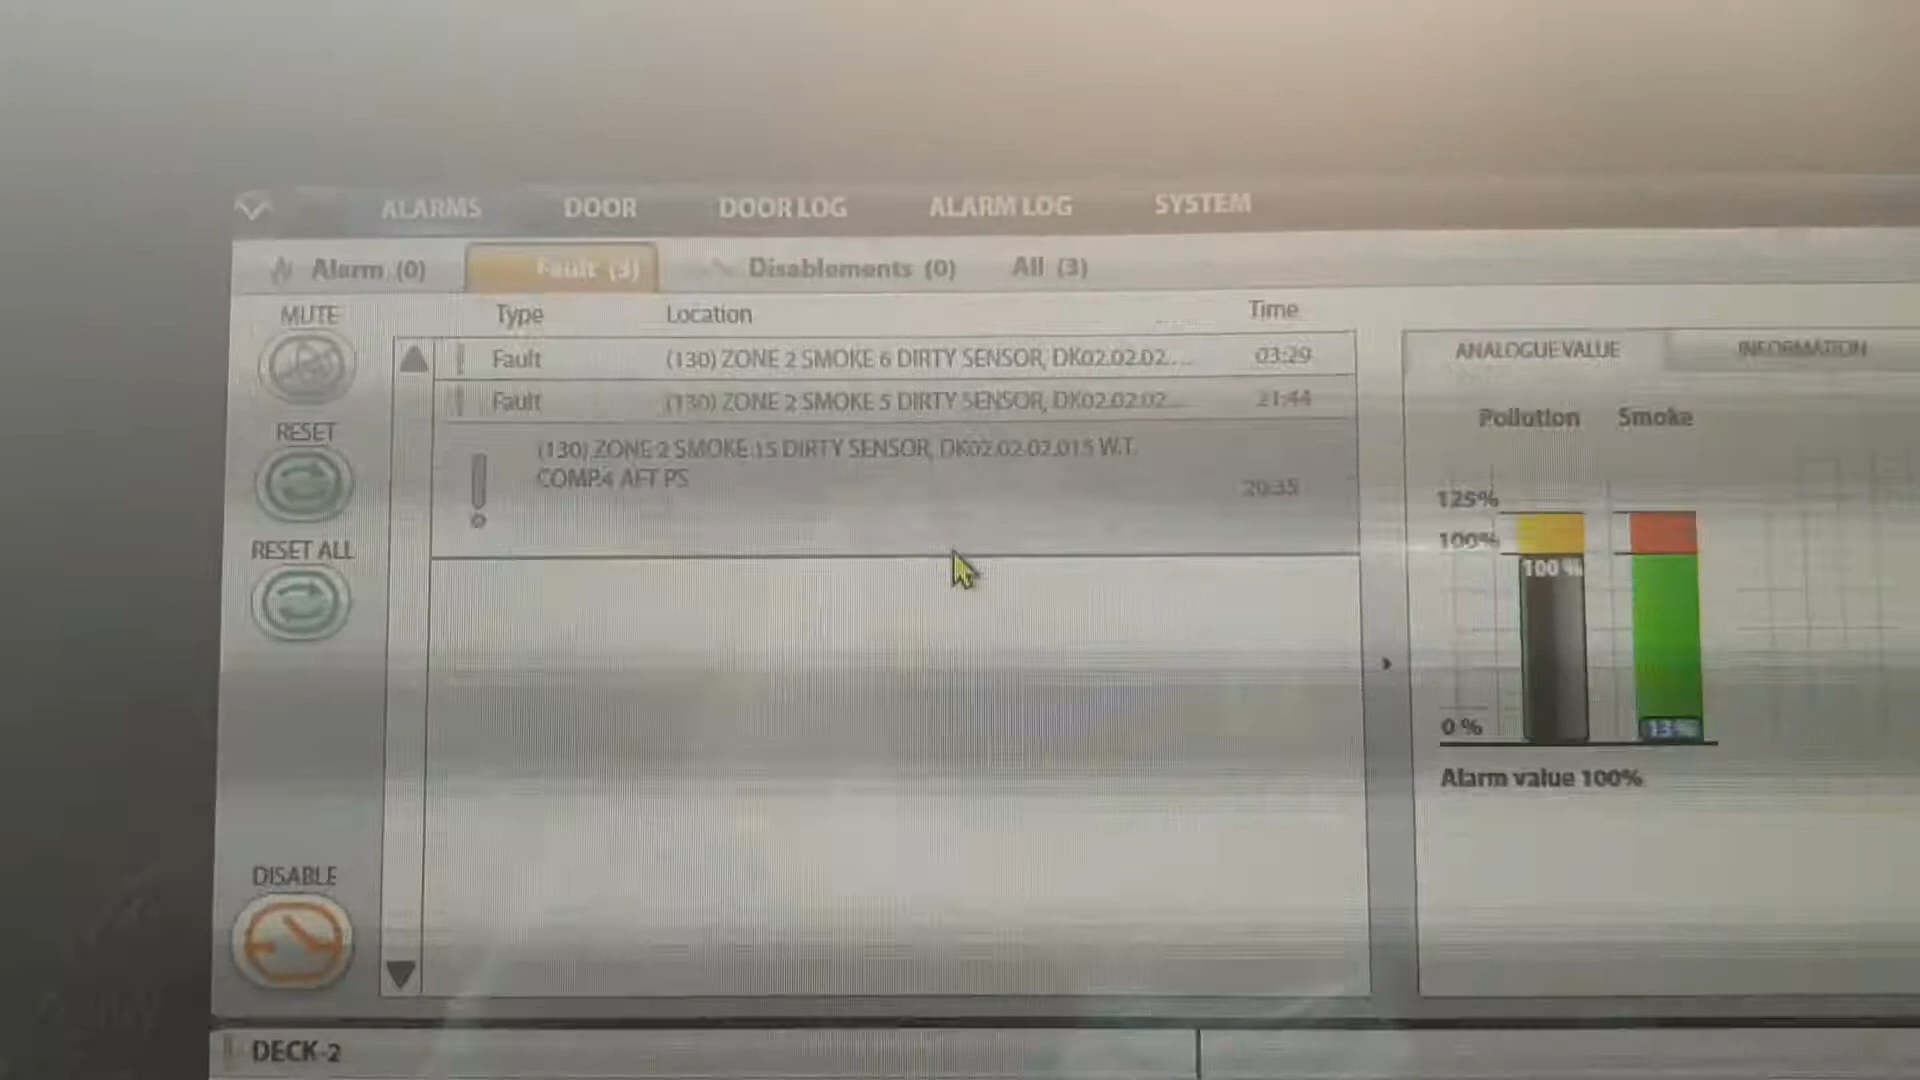 ALARMS DOOR DOOR LOG ALARM LOG SYSTEM
Alarm (0) Fault (3) Disablements (0) All (3)
MUTE
RESET
RESET ALL
DISABLE
Type Location Time
Fault (130) ZONE 2 SMOKE 6 DIRTY SENSOR, DK02.02.02.... 03:29
Fault (130) ZONE 2 SMOKE 5 DIRTY SENSOR, DK02.02.02... 21:44
(130) ZONE 2 SMOKE 15 DIRTY SENSOR, DK02.02.02.015 W.T.
COMP.4 AFT PS
20:35
ANALOGUE VALUE INFORMATION
Pollution Smoke
125%
100%
100 %
0 %
13 %
Alarm value 100%
DECK-2